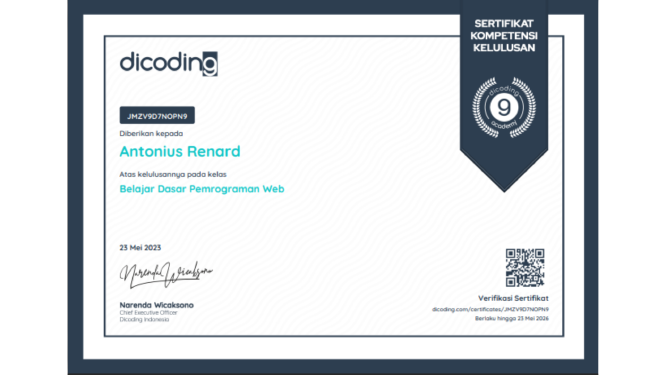 SERTIFIKAT
KOMPETENSI
KELULUSAN
dicoding
dicoding
9
academy
JMZV9D7NOPN9
Diberikan kepada
Antonius Renard
Atas kelulusannya pada kelas
Belajar Dasar Pemrograman Web
23 Mei 2023
Narenda Wicaksono
Narenda Wicaksono
Chief Executive Officer
Dicoding Indonesia
Verifikasi Sertifikat
dicoding.com/certificates/JMZV9D7NOPN9
Berlaku hingga 23 Mei 2026